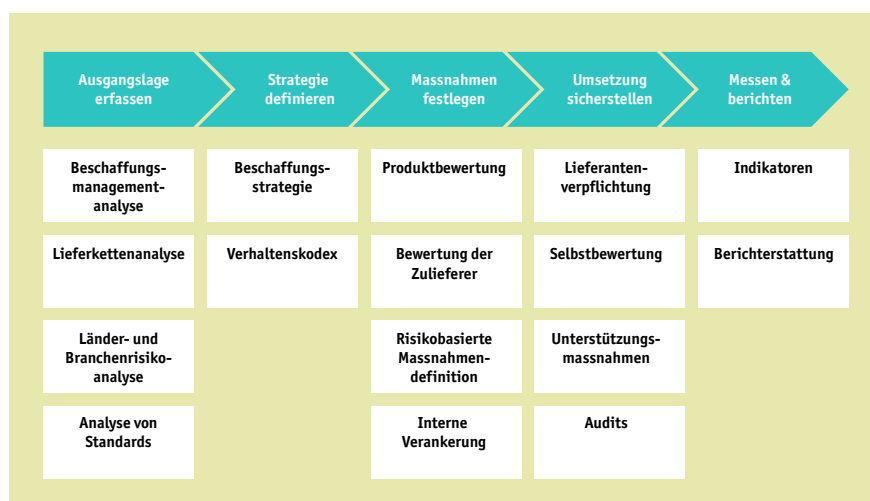 Ausgangslage
erfassen
Strategie
definieren
Massnahmen
festlegen
Umsetzung
sicherstellen
Messen &
berichten
Beschaffungs-
management-
analyse
Beschaffungs-
strategie
Produktbewertung
Lieferanten-
verpflichtung
Indikatoren
Lieferkettenanalyse
Verhaltenskodex
Bewertung der
Zulieferer
Selbstbewertung
Berichterstattung
Länder- und
Branchenrisiko-
analyse
Risikobasierte
Massnahmen-
definition
Unterstützungs-
massnahmen
Analyse von
Standards
Interne
Verankerung
Audits